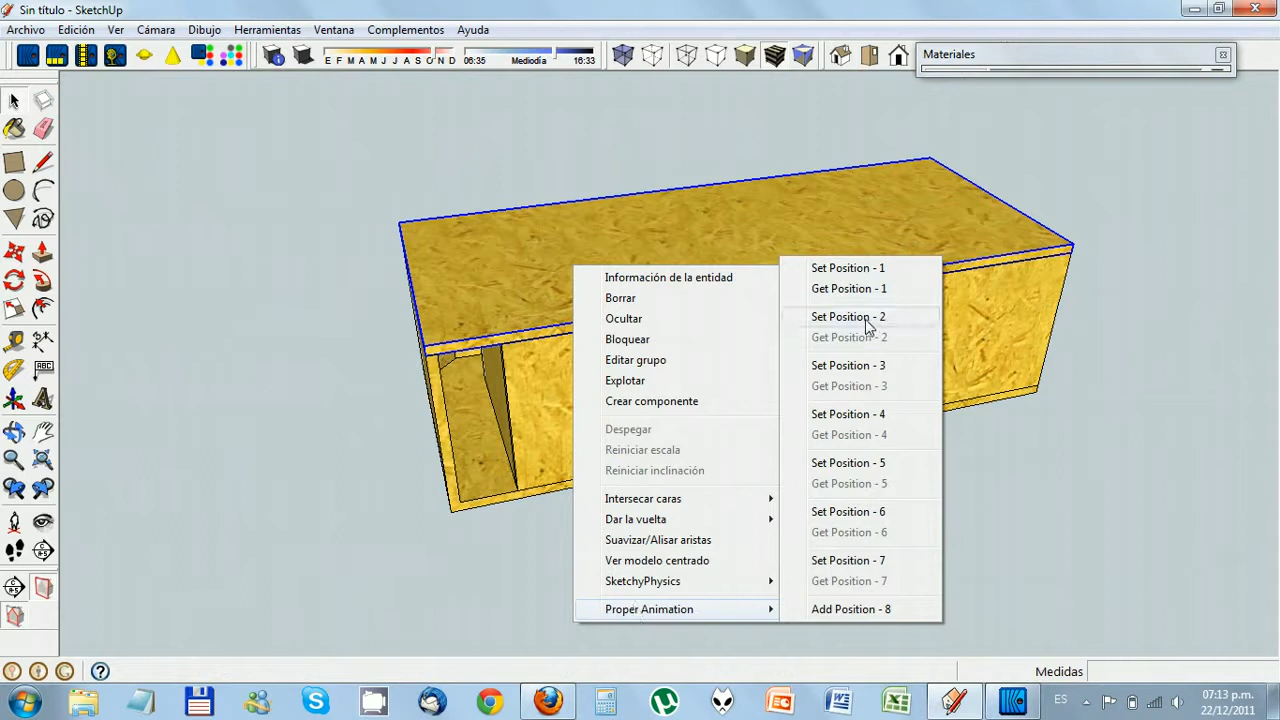 Sin título - SketchUp
Archivo Edición Ver Cámara Dibujo Herramientas Ventana Complementos Ayuda
E F M A M J J A S O N D 06:35 Mediodía 16:33
Materiales
Información de la entidad
Borrar
Ocultar
Bloquear
Editar grupo
Explotar
Crear componente
Despegar
Reiniciar escala
Reiniciar inclinación
Intersecar caras
Dar la vuelta
Suavizar/Alisar aristas
Ver modelo centrado
SketchyPhysics
Proper Animation
Set Position - 1
Get Position - 1
Set Position - 2
Get Position - 2
Set Position - 3
Get Position - 3
Set Position - 4
Get Position - 4
Set Position - 5
Get Position - 5
Set Position - 6
Get Position - 6
Set Position - 7
Get Position - 7
Add Position - 8
Medidas
ES
07:13 p.m.
22/12/2011